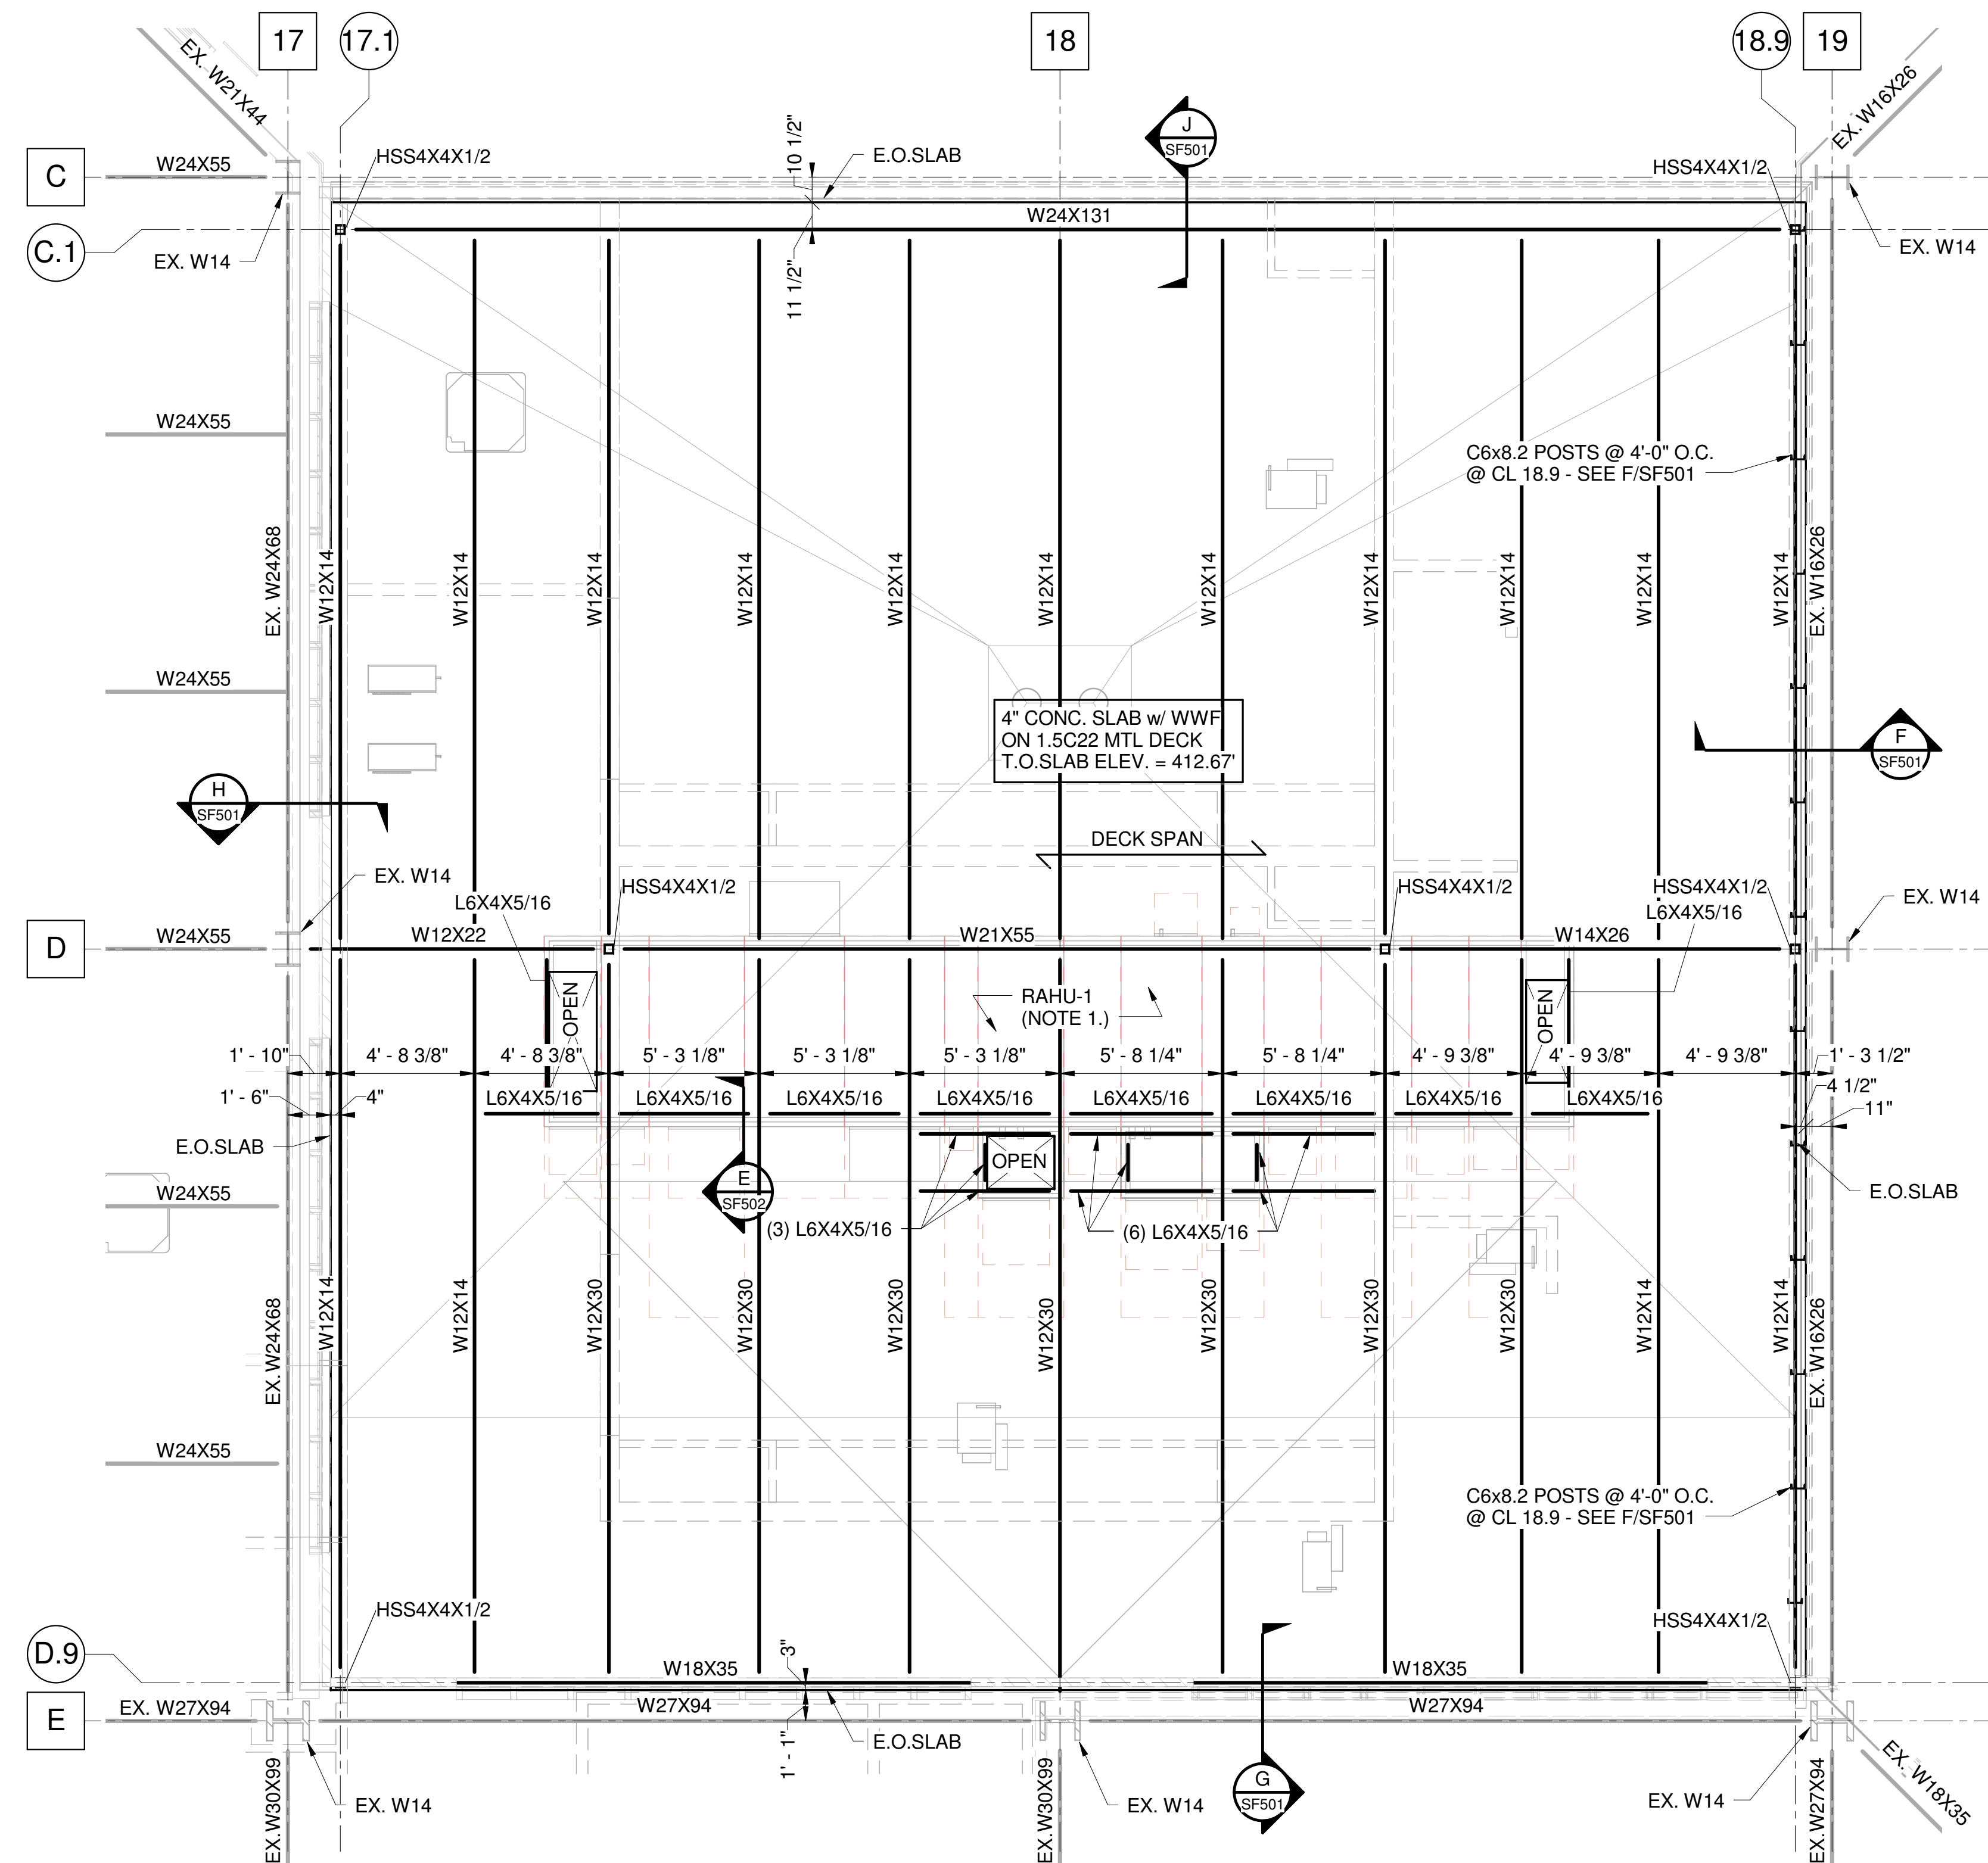 17
17.1
18
18.9
19
EX. W21X44
EX. W16X26
J
SF501
C
W24X55
HSS4X4X1/2
10 1/2"
E.O.SLAB
HSS4X4X1/2
W24X131
C.1
EX. W14
11 1/2"
EX. W14
W24X55
C6x8.2 POSTS @ 4'-0" O.C.
@ CL 18.9 - SEE F/SF501
EX. W24X68
W12X14
W12X14
W12X14
W12X14
W12X14
W12X14
W12X14
W12X14
W12X14
W12X14
W12X14
EX. W16X26
W24X55
4" CONC. SLAB w/ WWF
ON 1.5C22 MTL DECK
T.O.SLAB ELEV. = 412.67'
F
SF501
H
SF501
DECK SPAN
EX. W14
L6X4X5/16
HSS4X4X1/2
HSS4X4X1/2
HSS4X4X1/2
L6X4X5/16
EX. W14
D
W24X55
W12X22
W21X55
W14X26
OPEN
RAHU-1
(NOTE 1.)
OPEN
1' - 10"
4' - 8 3/8"
4' - 8 3/8"
5' - 3 1/8"
5' - 3 1/8"
5' - 3 1/8"
5' - 8 1/4"
5' - 8 1/4"
4' - 9 3/8"
4' - 9 3/8"
4' - 9 3/8"
1' - 3 1/2"
1' - 6"
4"
L6X4X5/16
L6X4X5/16
L6X4X5/16
L6X4X5/16
L6X4X5/16
L6X4X5/16
L6X4X5/16
L6X4X5/16
4 1/2"
11"
E.O.SLAB
OPEN
E
SF502
(3) L6X4X5/16
(6) L6X4X5/16
E.O.SLAB
W24X55
EX. W24X68
W12X14
W12X14
W12X30
W12X30
W12X30
W12X30
W12X30
W12X30
W12X30
W12X14
W12X14
EX. W16X26
W24X55
C6x8.2 POSTS @ 4'-0" O.C.
@ CL 18.9 - SEE F/SF501
HSS4X4X1/2
HSS4X4X1/2
D.9
W18X35
3"
W18X35
E
EX. W27X94
W27X94
W27X94
1' - 1"
E.O.SLAB
EX. W18X35
EX.W30X99
EX. W14
EX.W30X99
EX. W14
G
SF501
EX. W14
EX.W27X94